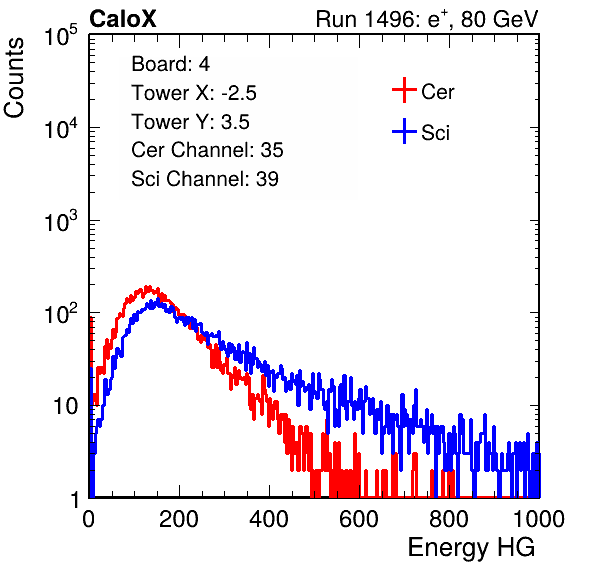 CaloX Run 1496: e⁺, 80 GeV
Counts
Board: 4
Tower X: -2.5
Tower Y: 3.5
Cer Channel: 35
Sci Channel: 39
Cer
Sci
10⁵
10⁴
10³
10²
10
1
0 200 400 600 800 1000
Energy HG